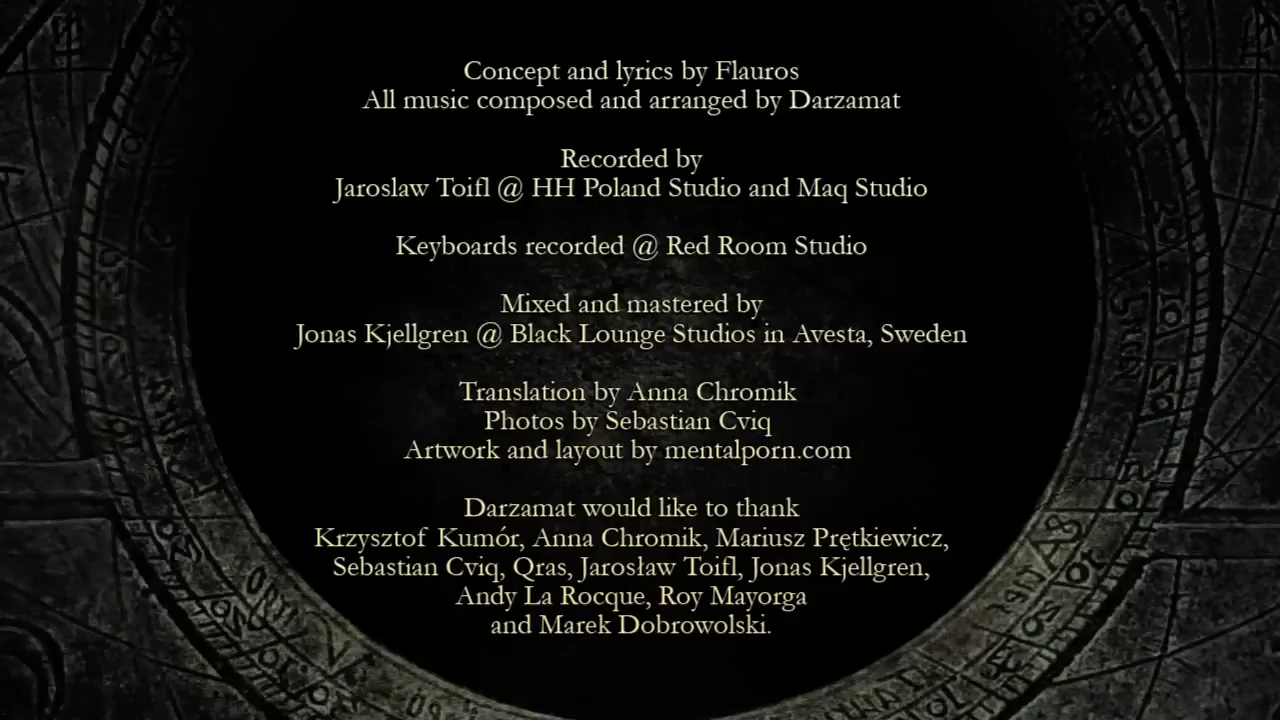 Concept and lyrics by Flauros
All music composed and arranged by Darzamat
Recorded by
Jaroslaw Toifl @ HH Poland Studio and Maq Studio
Keyboards recorded @ Red Room Studio
Mixed and mastered by
Jonas Kjellgren @ Black Lounge Studios in Avesta, Sweden
Translation by Anna Chromik
Photos by Sebastian Cviq
Artwork and layout by mentalporn.com
Darzamat would like to thank
Krzysztof Kumór, Anna Chromik, Mariusz Prętkiewicz,
Sebastian Cviq, Qras, Jarosław Toifl, Jonas Kjellgren,
Andy La Rocque, Roy Mayorga
and Marek Dobrowolski.